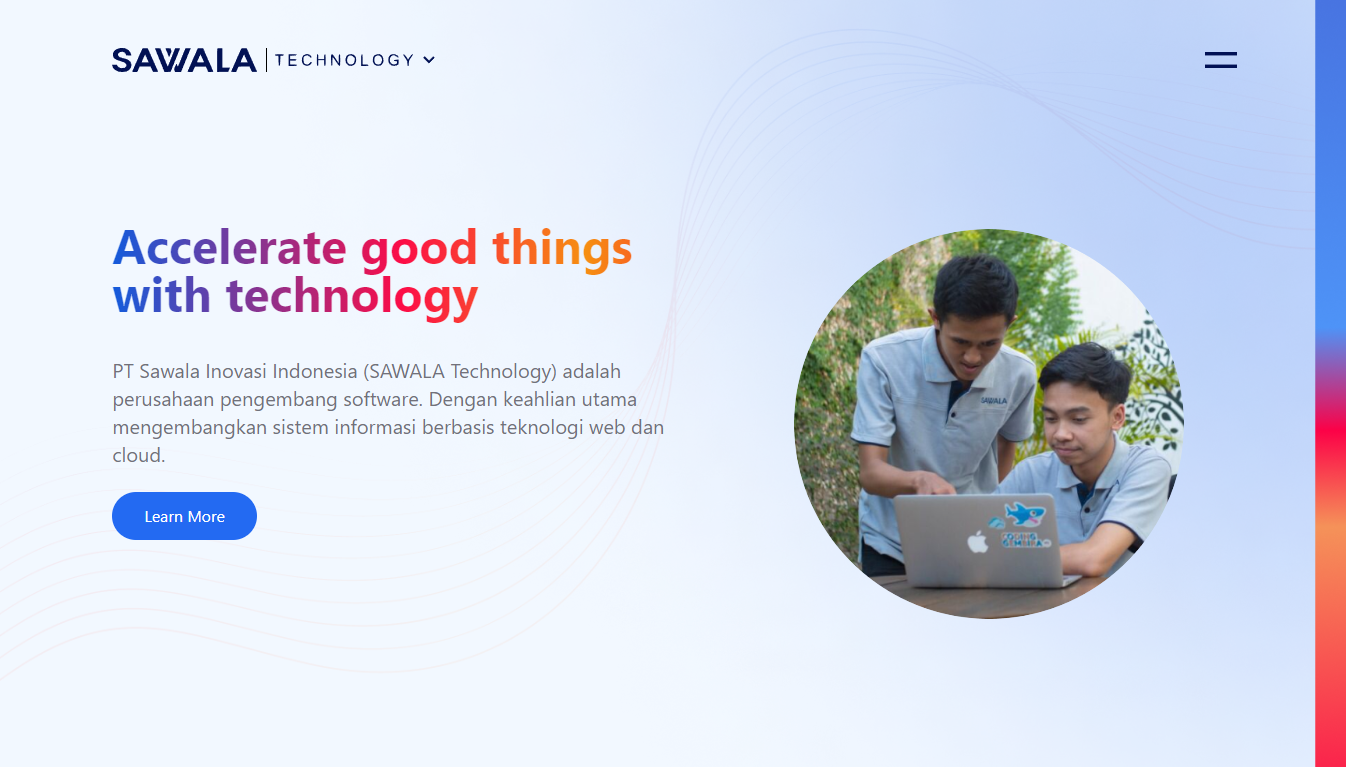 SAWALA TECHNOLOGY
Accelerate good things
with technology
PT Sawala Inovasi Indonesia (SAWALA Technology) adalah
perusahaan pengembang software. Dengan keahlian utama
mengembangkan sistem informasi berbasis teknologi web dan
cloud.
Learn More
SAWALA